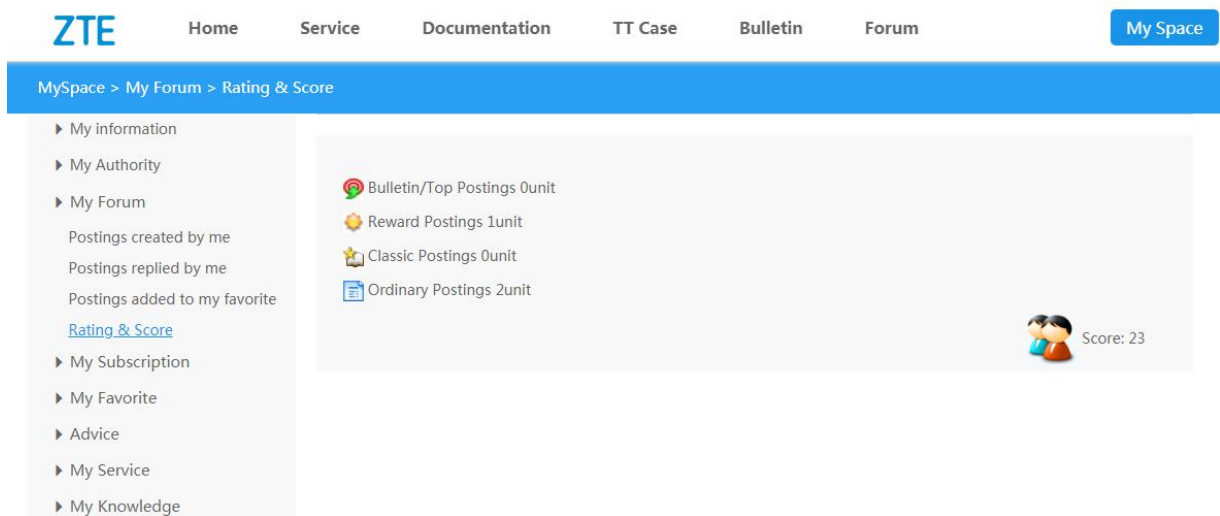 ZTE Home Service Documentation TT Case Bulletin Forum My Space
MySpace > My Forum > Rating & Score
My information
My Authority
My Forum
Postings created by me
Postings replied by me
Postings added to my favorite
Rating & Score
My Subscription
My Favorite
Advice
My Service
My Knowledge
Bulletin/Top Postings 0unit
Reward Postings 1unit
Classic Postings 0unit
Ordinary Postings 2unit
Score: 23